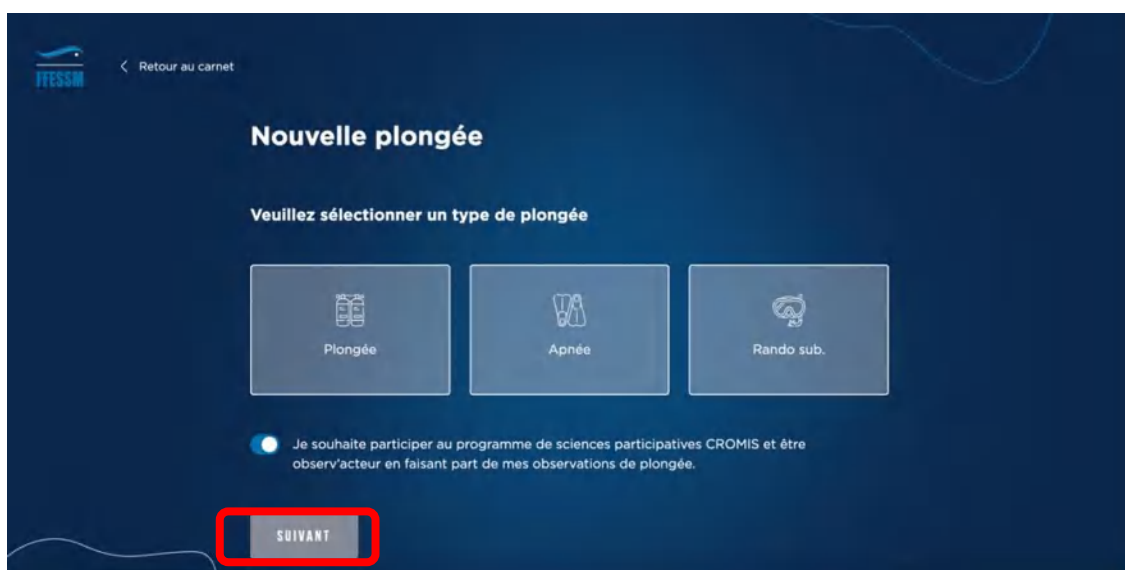 FFESSM
< Retour au carnet
Nouvelle plongée
Veuillez sélectionner un type de plongée
Plongée
Apnée
Rando sub.
Je souhaite participer au programme de sciences participatives CROMIS et être
observ'acteur en faisant part de mes observations de plongée.
SUIVANT